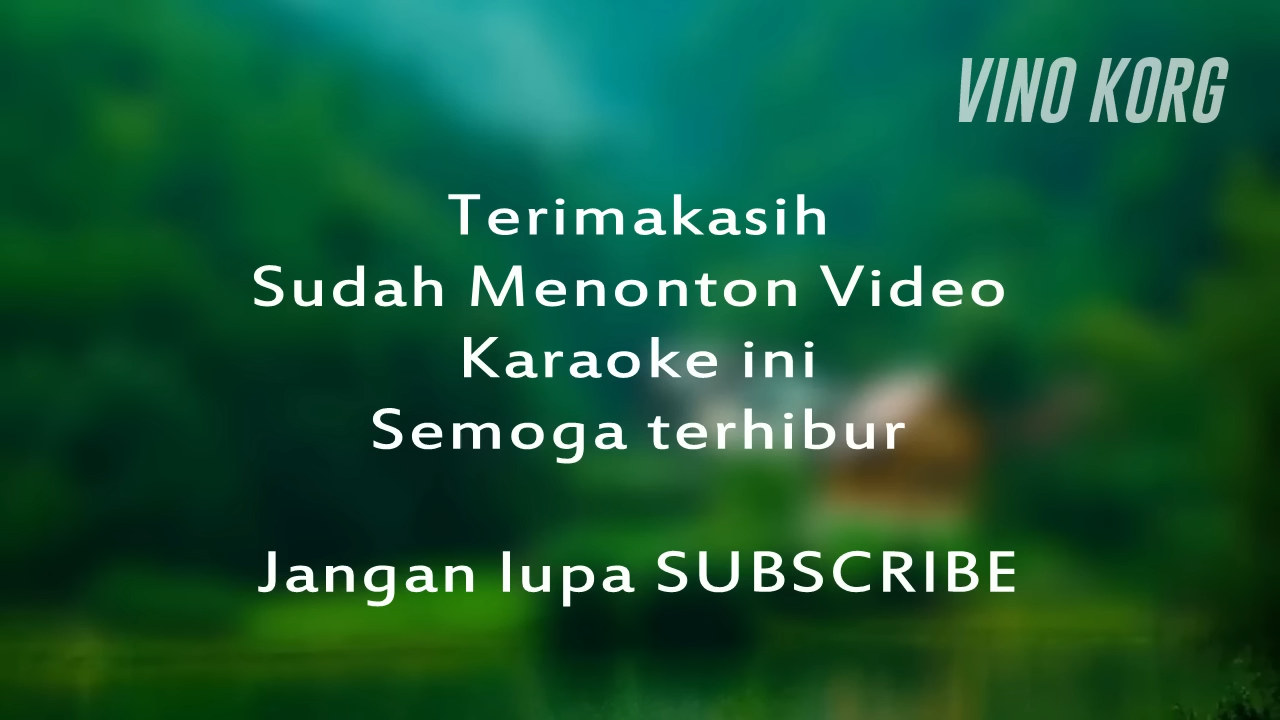 VINO KORG
Terimakasih
Sudah Menonton Video
Karaoke ini
Semoga terhibur
Jangan lupa SUBSCRIBE